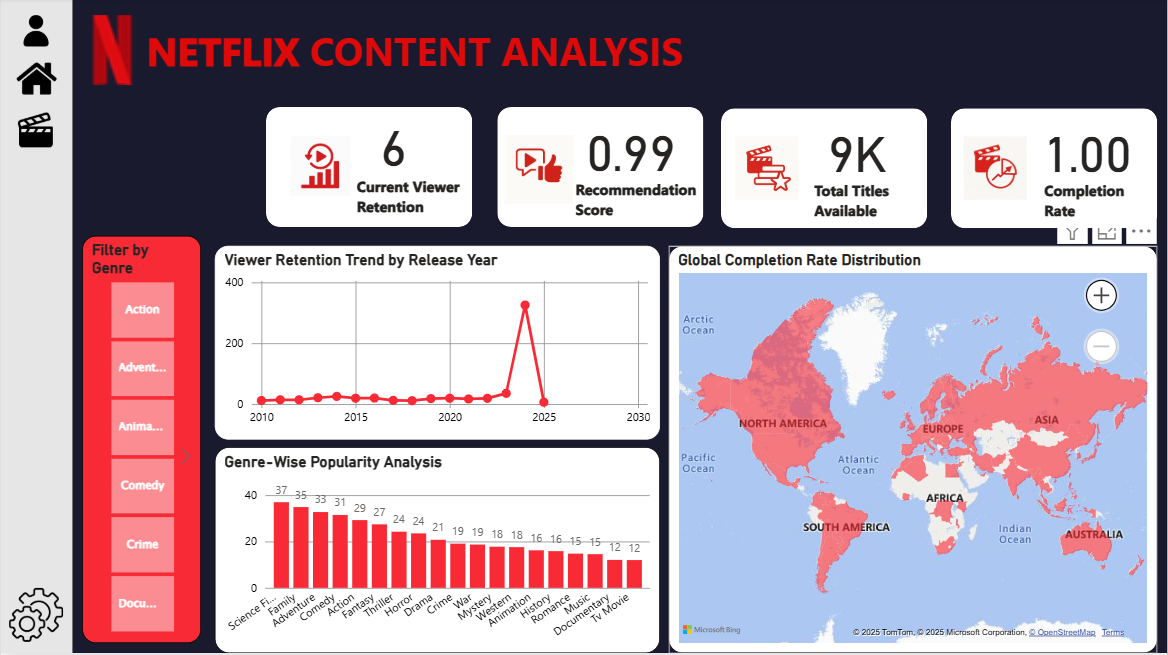 NETFLIX CONTENT ANALYSIS
6
Current Viewer
Retention
0.99
Recommendation
Score
9K
Total Titles
Available
1.00
Completion
Rate
Filter by
Genre
Action
Advent...
Anima...
Comedy
Crime
Docu...
Viewer Retention Trend by Release Year
400
200
0
2010
2015
2020
2025
2030
Genre-Wise Popularity Analysis
40
20
0
37
35
33
31
29
27
24
24
21
19
19
18
18
16
16
15
15
12
12
Science Fi...
Family
Adventure
Comedy
Action
Fantasy
Thriller
Horror
Drama
Crime
War
Mystery
Western
Animation
History
Romance
Music
Documentary
Tv Movie
Global Completion Rate Distribution
Arctic
Ocean
NORTH AMERICA
EUROPE
ASIA
Pacific
Ocean
Atlantic
Ocean
AFRICA
SOUTH AMERICA
Indian
Ocean
AUSTRALIA
Microsoft Bing
© 2025 TomTom, © 2025 Microsoft Corporation, © OpenStreetMap Terms